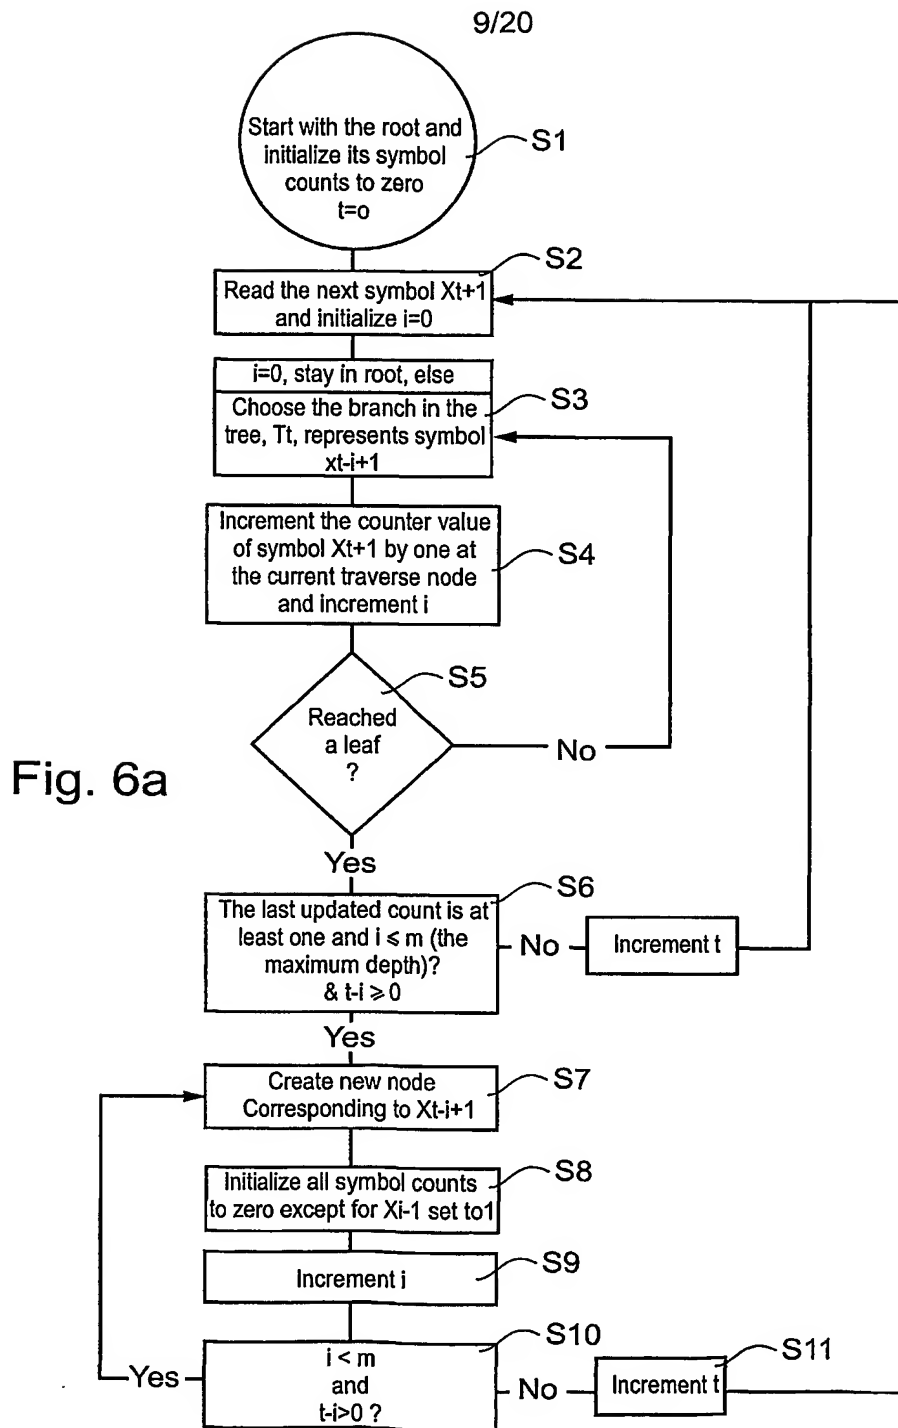 9/20
Start with the root and
initialize its symbol
counts to zero
t=o
S1
S2
Read the next symbol Xt+1
and initialize i=0
i=0, stay in root, else
Choose the branch in the
tree, Tt, represents symbol
xt-i+1
S3
Increment the counter value
of symbol Xt+1 by one at
the current traverse node
and increment i
S4
S5
Reached
a leaf
?
No
Fig. 6a
Yes
S6
The last updated count is at
least one and i ⩽ m (the
maximum depth)?
& t-i ⩾ 0
No
Increment t
Yes
S7
Create new node
Corresponding to Xt-i+1
S8
Initialize all symbol counts
to zero except for Xi-1 set to1
S9
Increment i
S10
i < m
and
t-i>0 ?
Yes
No
S11
Increment t